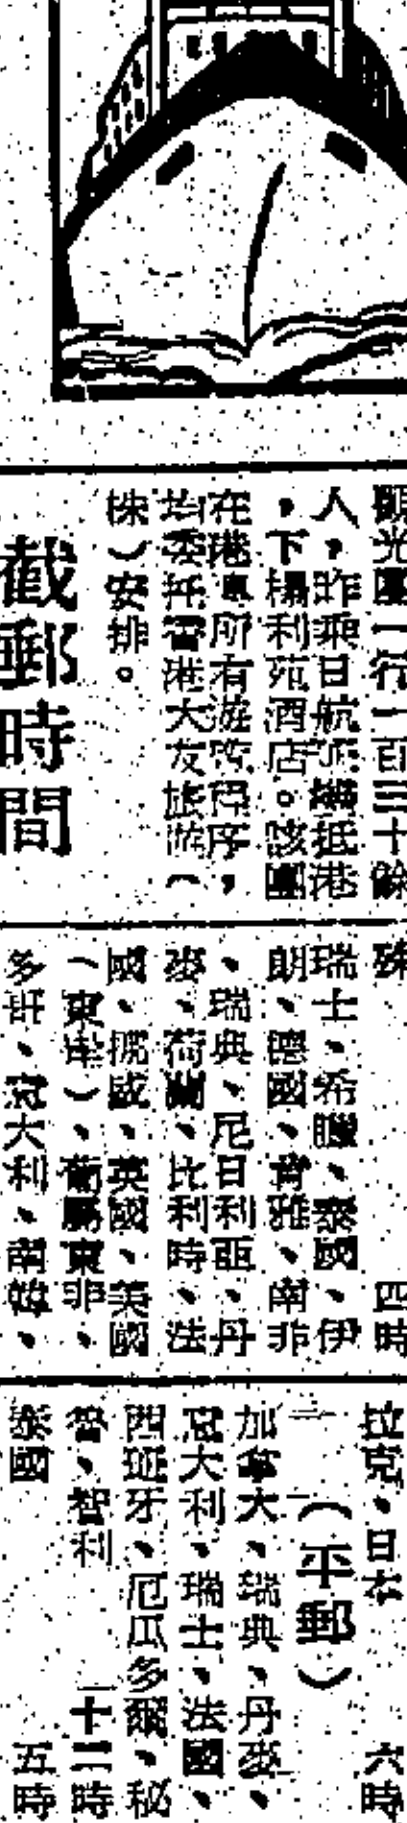 觀光團一行一百三十餘
人，昨乘日航班機抵港
，下榻利苑酒店。該團
在港車所有遊覽程序，
均委托香港大友旅遊（
株）安排。
截郵時間
殊 四時
瑞士、希臘、泰國、伊
朗、德國、肯雅、南非
、瑞典、尼日利亞、丹
麥、荷蘭、比利時、法
國、挪威、英國、美國
（東岸）、葡屬東非、
多哥、意大利、南韓、
拉克、日本 六時
（平郵）
加拿大、瑞典、丹麥、
意大利、瑞士、法國、
西班牙、厄瓜多爾、秘
魯、智利 十二時
泰國 五時